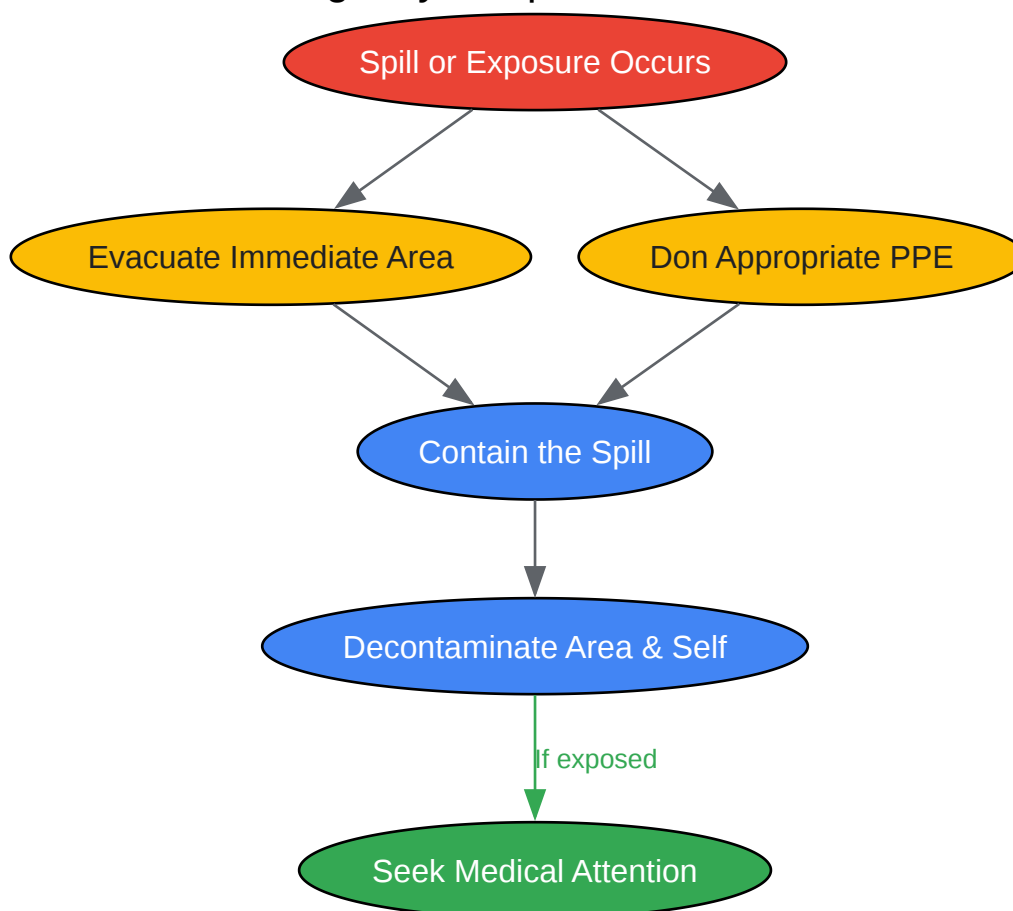 Spill or Exposure Occurs
Evacuate Immediate Area
Don Appropriate PPE
Contain the Spill
Decontaminate Area & Self
If exposed
Seek Medical Attention